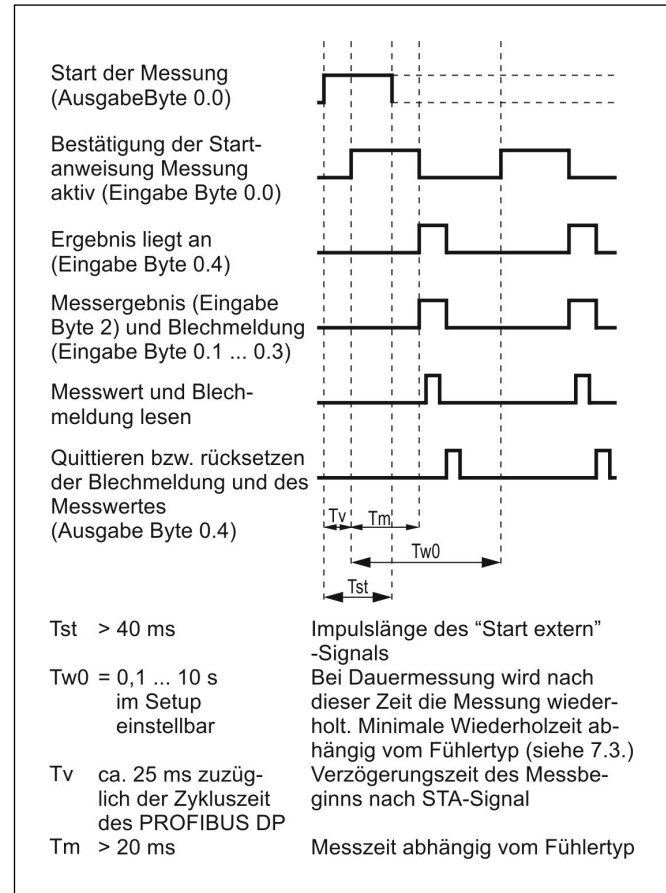 Start der Messung
(AusgabeByte 0.0)
Bestätigung der Start-
anweisung Messung
aktiv (Eingabe Byte 0.0)
Ergebnis liegt an
(Eingabe Byte 0.4)
Messergebnis (Eingabe
Byte 2) und Blechmeldung
(Eingabe Byte 0.1 ... 0.3)
Messwert und Blech-
meldung lesen
Quittieren bzw. rücksetzen
der Blechmeldung und des
Messwertes
(Ausgabe Byte 0.4)
Tv Tm
Tw0
Tst
Tst > 40 ms Impulslänge des “Start extern”
-Signals
Tw0 = 0,1 ... 10 s Bei Dauermessung wird nach
im Setup dieser Zeit die Messung wieder-
einstellbar holt. Minimale Wiederholzeit ab-
hängig vom Fühlertyp (siehe 7.3.)
Tv ca. 25 ms zuzüg- Verzögerungszeit des Messbe-
lich der Zykluszeit ginns nach STA-Signal
des PROFIBUS DP
Tm > 20 ms Messzeit abhängig vom Fühlertyp